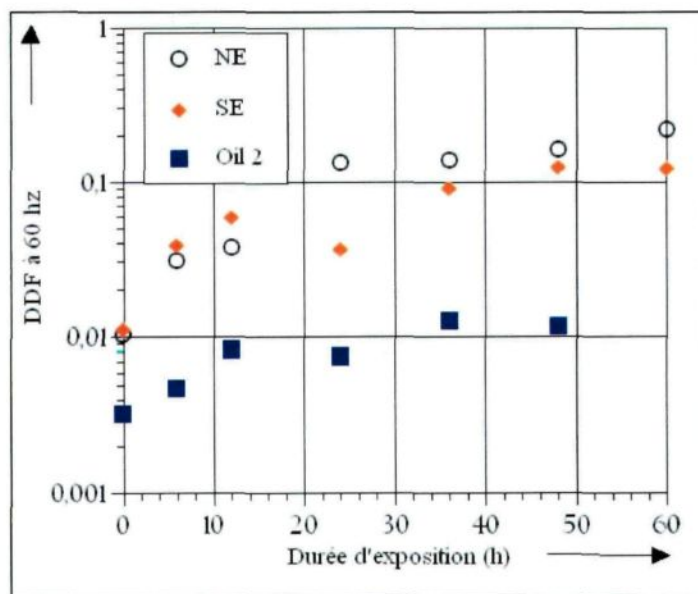 1
NE
SE
Oil 2
0,1
DDF à 60 hz
0,01
0,001
0 10 20 30 40 50 60
Durée d'exposition (h)